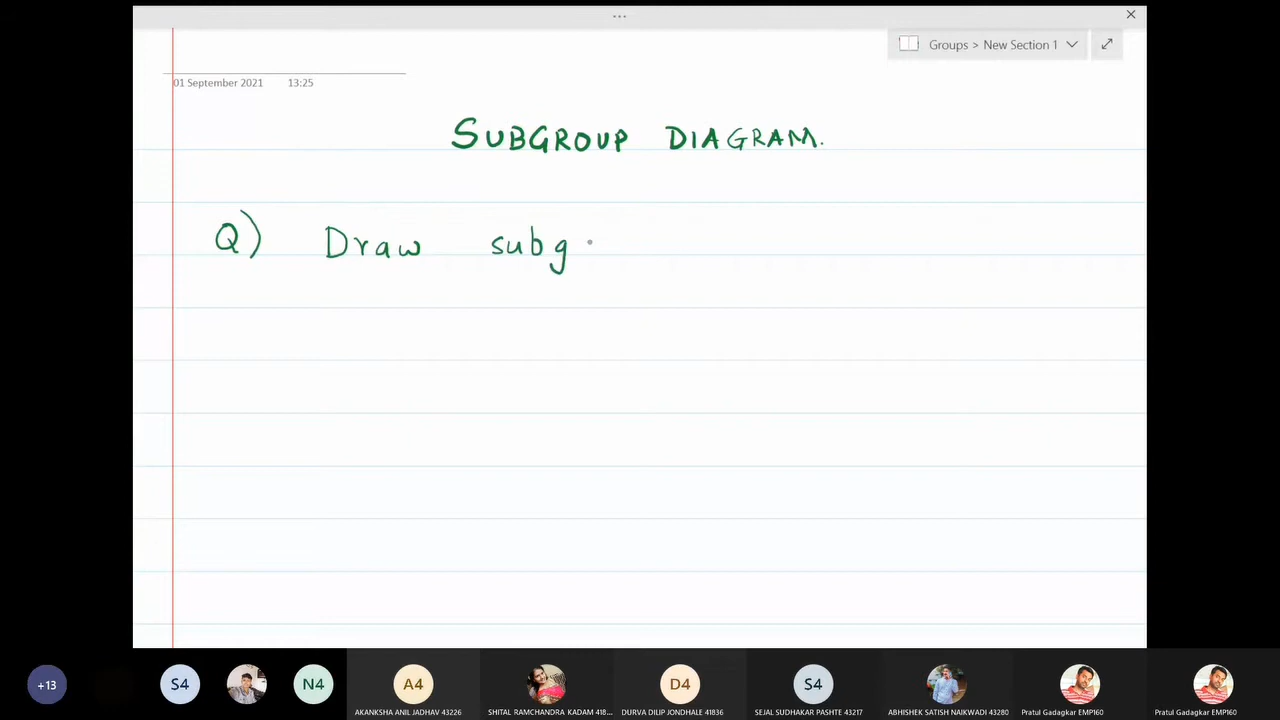 Groups > New Section 1
01 September 2021 13:25
SUBGROUP DIAGRAM.
Q) Draw subg
+13 S4 N4 A4 D4 S4
AKANKSHA ANIL JADHAV 43226 SHITAL RAMCHANDRA KADAM 418... DURVA DILIP JONDHALE 41836 SEJAL SUDHAKAR PASHTE 43217 ABHISHEK SATISH NAIKWADI 43280 Pratul Gadagkar EMP160 Pratul Gadagkar EMP160